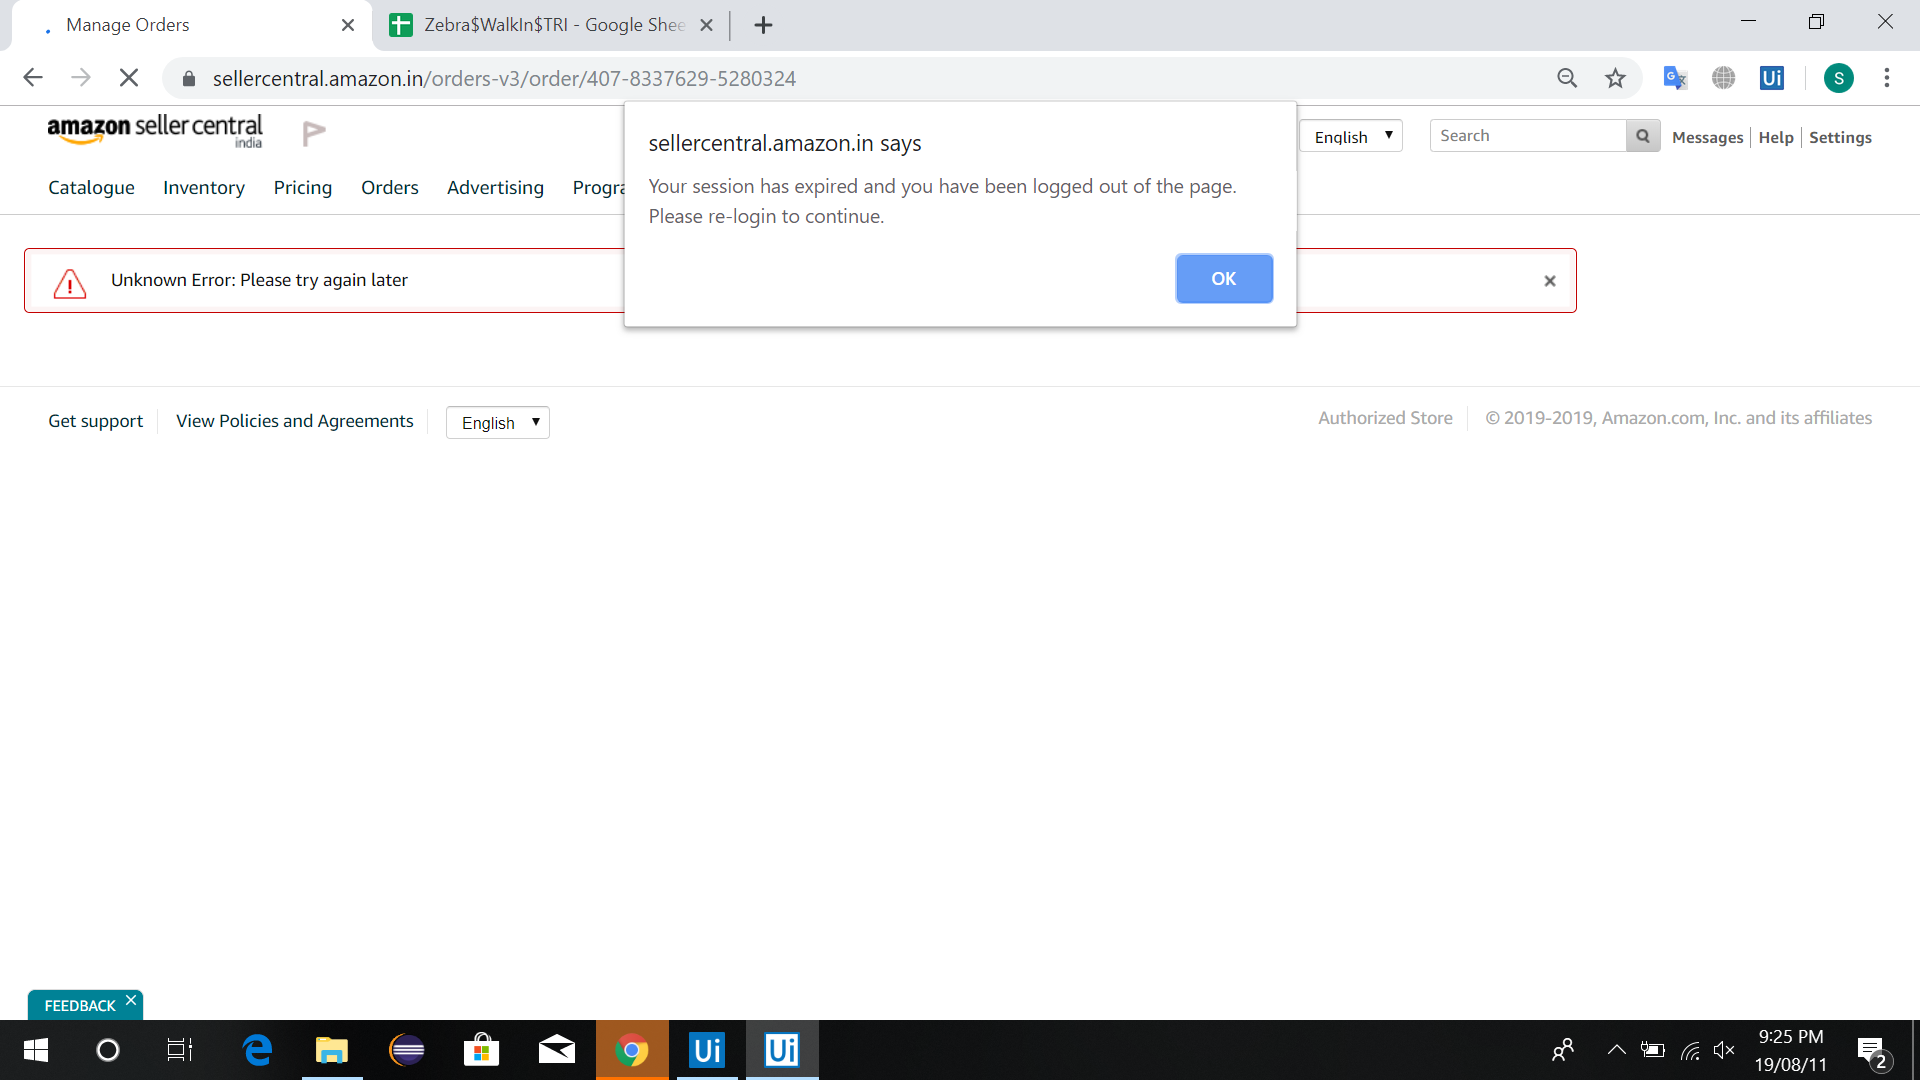 Manage Orders
Zebra$WalkIn$TRI - Google Shee
sellercentral.amazon.in/orders-v3/order/407-8337629-5280324
Ui
S
amazon seller central
india
English
Search
Messages
Help
Settings
Catalogue
Inventory
Pricing
Orders
Advertising
Progra
sellercentral.amazon.in says
Your session has expired and you have been logged out of the page.
Please re-login to continue.
OK
Unknown Error: Please try again later
Get support
View Policies and Agreements
English
Authorized Store
© 2019-2019, Amazon.com, Inc. and its affiliates
FEEDBACK
Ui
Ui
9:25 PM
19/08/11
2